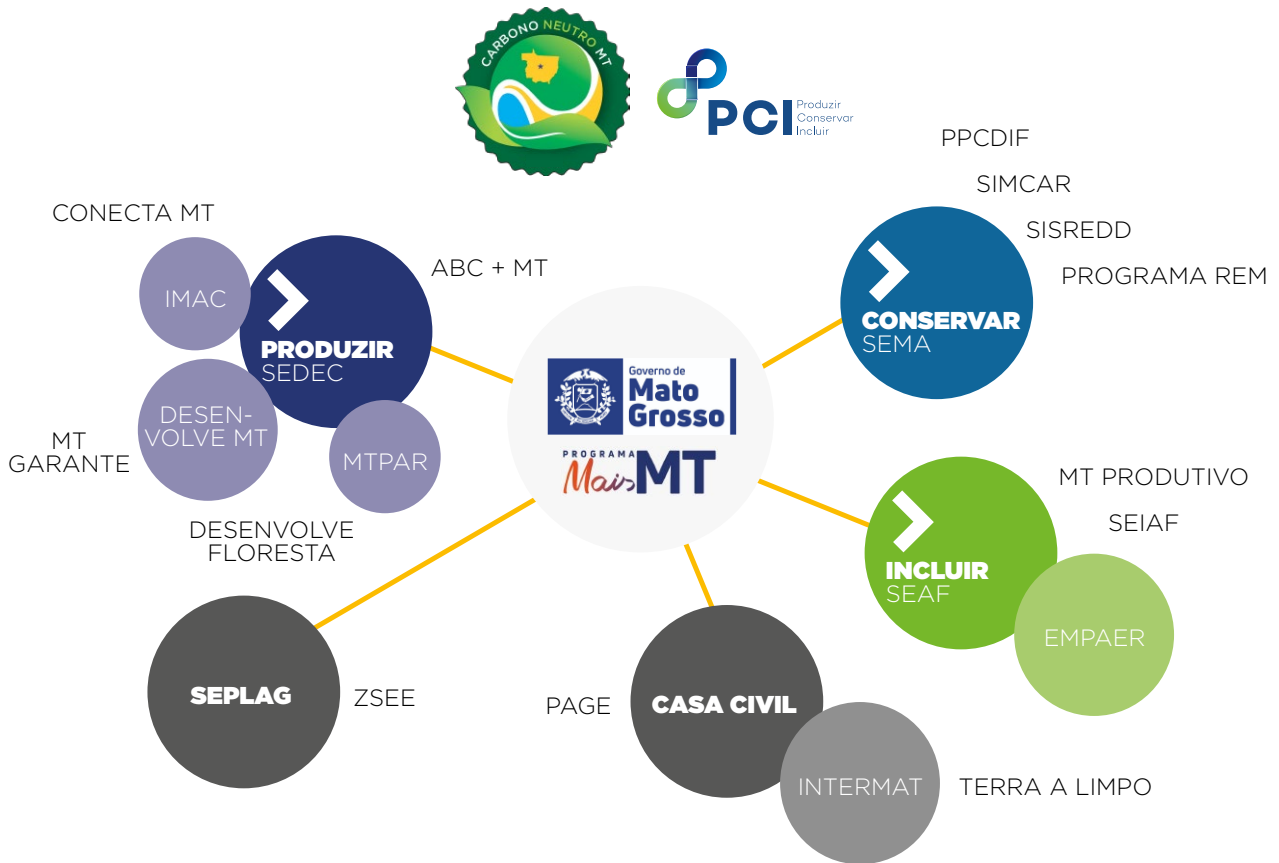 CARBONO NEUTRO MT
PCI
Produzir
Conservar
Incluir
PPCDIF
SIMCAR
SISREDD
PROGRAMA REM
CONSERVAR
SEMA
CONECTA MT
IMAC
ABC + MT
PRODUZIR
SEDEC
DESEN-
VOLVE MT
MT
GARANTE
MTPAR
DESENVOLVE
FLORESTA
Governo de
Mato
Grosso
PROGRAMA
Mais MT
MT PRODUTIVO
SEIAF
INCLUIR
SEAF
EMPAER
SEPLAG
ZSEE
PAGE
CASA CIVIL
INTERMAT
TERRA A LIMPO